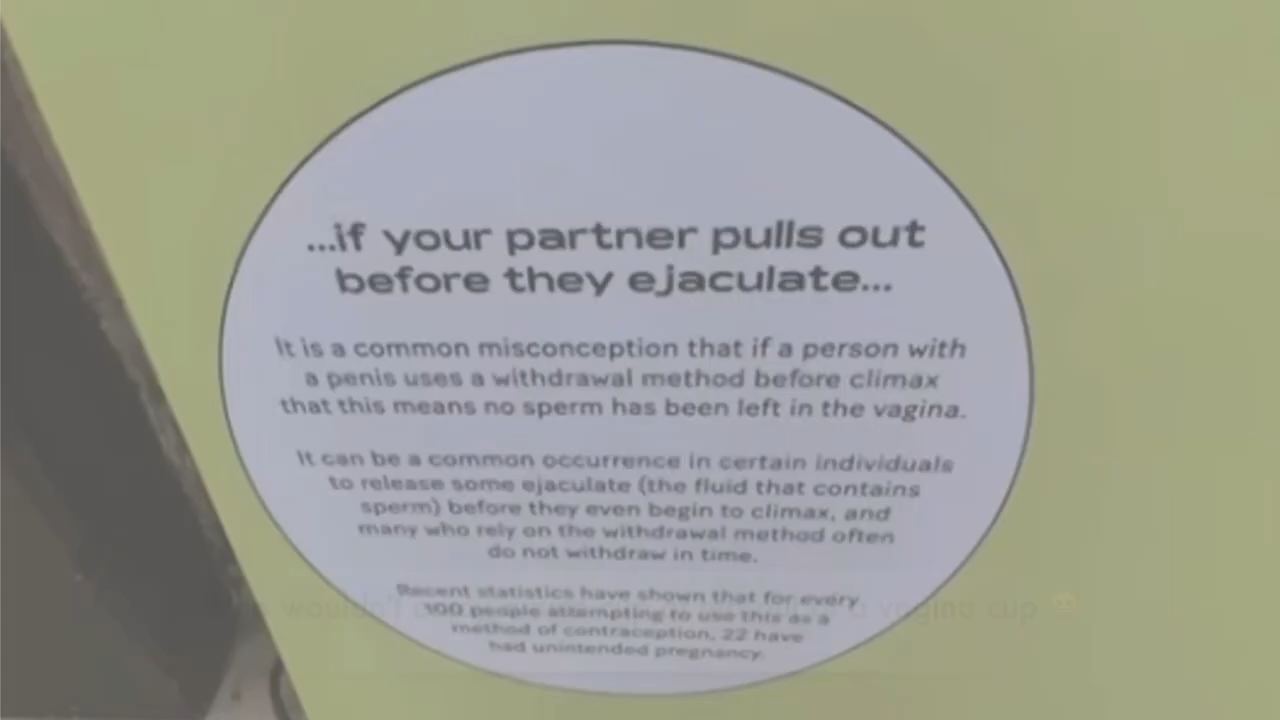 ...if your partner pulls out
before they ejaculate...
It is a common misconception that if a person with
a penis uses a withdrawal method before climax
that this means no sperm has been left in the vagina.
It can be a common occurrence in certain individuals
to release some ejaculate (the fluid that contains
sperm) before they even begin to climax, and
many who rely on the withdrawal method often
do not withdraw in time.
Recent statistics have shown that for every
100 people attempting to use this as a
method of contraception, 22 have
had unintended pregnancy.
wouldn't
vagina cup